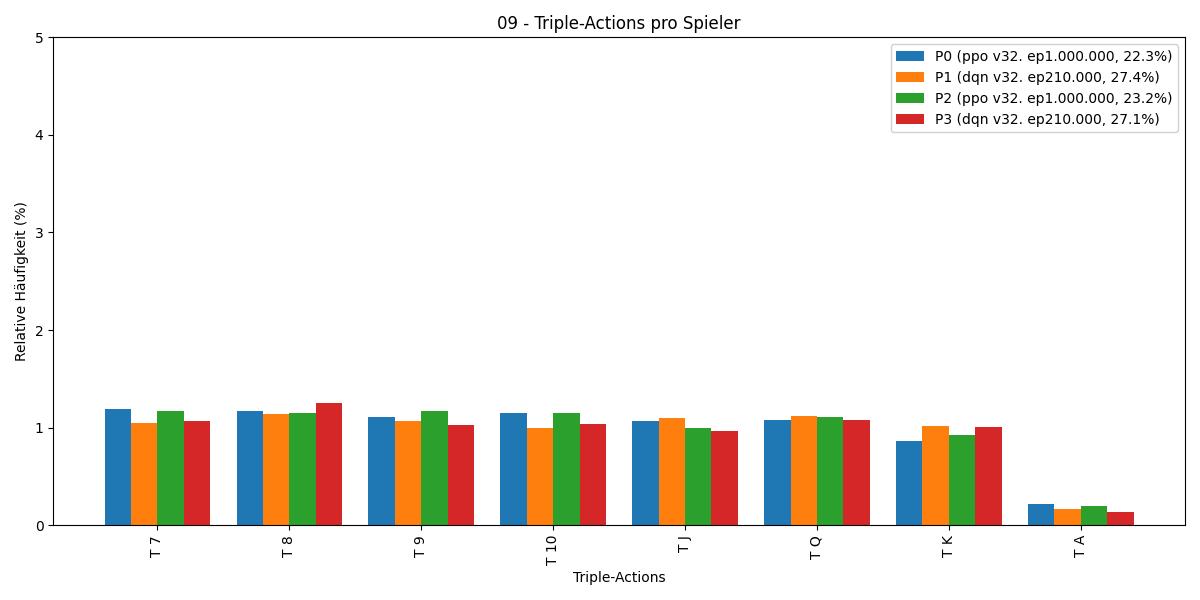 09 - Triple-Actions pro Spieler
P0 (ppo v32. ep1.000.000, 22.3%)
P1 (dqn v32. ep210.000, 27.4%)
P2 (ppo v32. ep1.000.000, 23.2%)
P3 (dqn v32. ep210.000, 27.1%)
Relative Häufigkeit (%)
5
4
3
2
1
0
T 7
T 8
T 9
T 10
T J
T Q
T K
T A
Triple-Actions